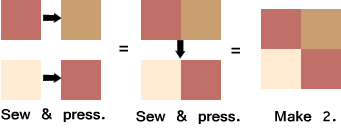 = =
Sew & press. Sew & press. Make 2.